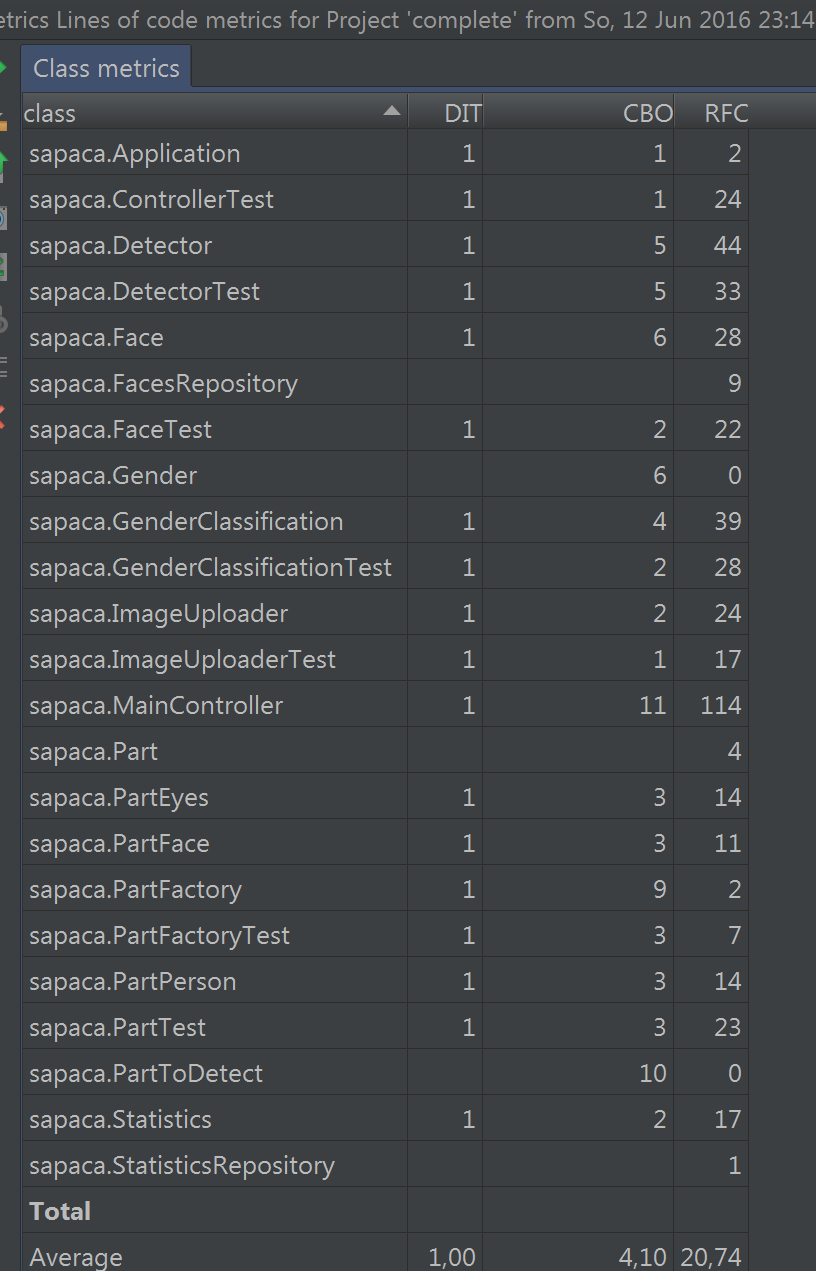 etrics Lines of code metrics for Project 'complete' from So, 12 Jun 2016 23:14
Class metrics
class DIT CBO RFC
sapaca.Application 1 1 2
sapaca.ControllerTest 1 1 24
sapaca.Detector 1 5 44
sapaca.DetectorTest 1 5 33
sapaca.Face 1 6 28
sapaca.FacesRepository 9
sapaca.FaceTest 1 2 22
sapaca.Gender 6 0
sapaca.GenderClassification 1 4 39
sapaca.GenderClassificationTest 1 2 28
sapaca.ImageUploader 1 2 24
sapaca.ImageUploaderTest 1 1 17
sapaca.MainController 1 11 114
sapaca.Part 4
sapaca.PartEyes 1 3 14
sapaca.PartFace 1 3 11
sapaca.PartFactory 1 9 2
sapaca.PartFactoryTest 1 3 7
sapaca.PartPerson 1 3 14
sapaca.PartTest 1 3 23
sapaca.PartToDetect 10 0
sapaca.Statistics 1 2 17
sapaca.StatisticsRepository 1
Total
Average 1,00 4,10 20,74